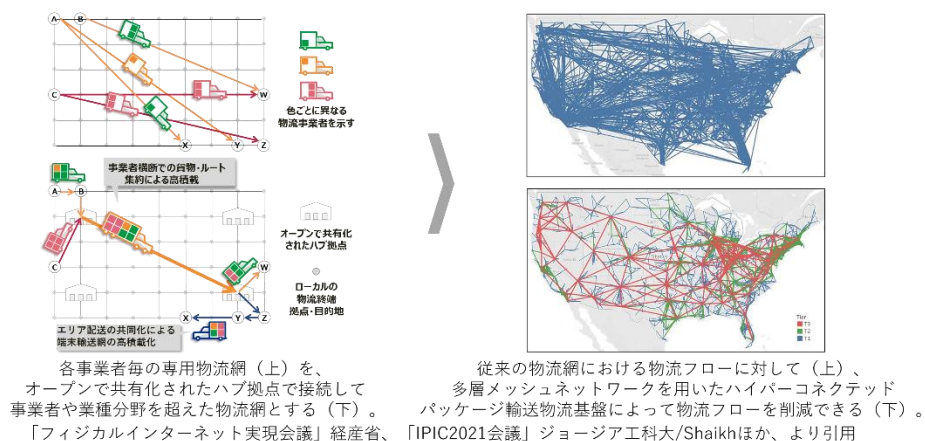 A
B
C
W
X
Y
Z
色ごとに異なる
物流事業者を示す
事業者横断での貨物・ルート
集約による高積載
A
B
C
W
X
Y
Z
オープンで共有化
されたハブ拠点
ローカルの
物流終端
拠点・目的地
エリア配送の共同化による
端末輸送網の高積載化
各事業者毎の専用物流網（上）を、
オープンで共有化されたハブ拠点で接続して
事業者や業種分野を超えた物流網とする（下）。
Tier
T3
T2
T1
従来の物流網における物流フローに対して（上）、
多層メッシュネットワークを用いたハイパーコネクテッド
パッケージ輸送物流基盤によって物流フローを削減できる（下）。
「フィジカルインターネット実現会議」経産省、「IPIC2021会議」ジョージア工科大/Shaikhほか、より引用